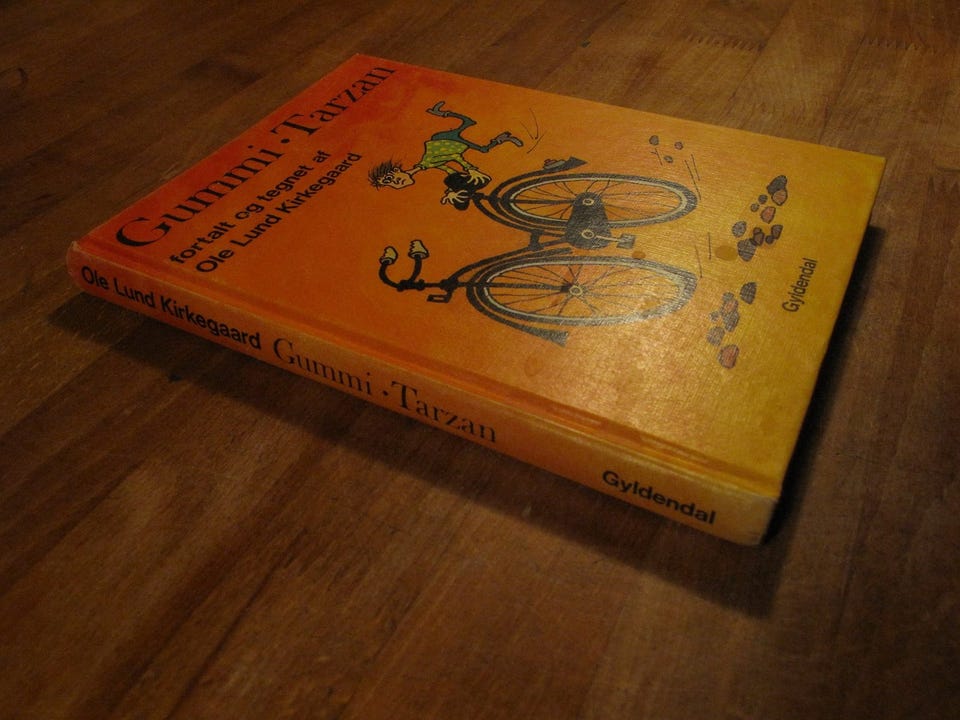 Gummi · Tarzan
fortalt og tegnet af
Ole Lund Kirkegaard
Gyldendal
Ole Lund Kirkegaard Gummi · Tarzan Gyldendal